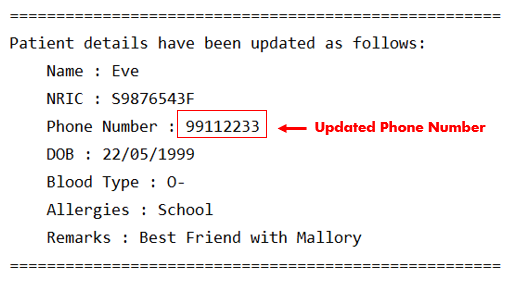 =====================================================
Patient details have been updated as follows:
Name : Eve
NRIC : S9876543F
Phone Number : 99112233 Updated Phone Number
DOB : 22/05/1999
Blood Type : O-
Allergies : School
Remarks : Best Friend with Mallory
=====================================================